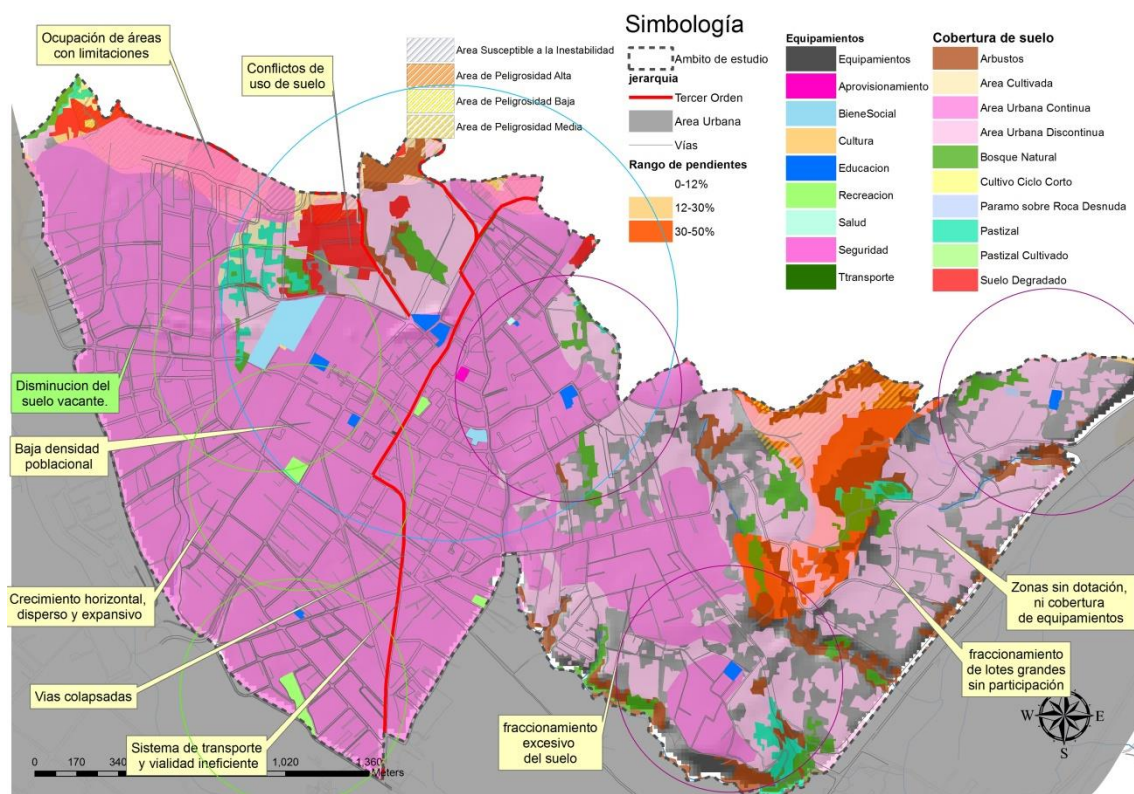 Simbología
Ambito de estudio
jerarquia
Tercer Orden
Area Urbana
Vías
Rango de pendientes
0-12%
12-30%
30-50%
Equipamientos
Equipamientos
Aprovisionamiento
BieneSocial
Cultura
Educacion
Recreacion
Salud
Seguridad
Ttransporte
Cobertura de suelo
Arbustos
Area Cultivada
Area Urbana Continua
Area Urbana Discontinua
Bosque Natural
Cultivo Ciclo Corto
Paramo sobre Roca Desnuda
Pastizal
Pastizal Cultivado
Suelo Degradado
Area Susceptible a la Inestabilidad
Area de Peligrosidad Alta
Area de Peligrosidad Baja
Area de Peligrosidad Media
Ocupación de áreas
con limitaciones
Conflictos de
uso de suelo
Disminucion del
suelo vacante.
Baja densidad
poblacional
Crecimiento horizontal,
disperso y expansivo
Vias colapsadas
Sistema de transporte
y vialidad ineficiente
fraccionamiento
excesivo
del suelo
Zonas sin dotación,
ni cobertura
de equipamientos
fraccionamiento
de lotes grandes
sin participación
N
W E
S
0 170 340 1,020 1,360
Meters